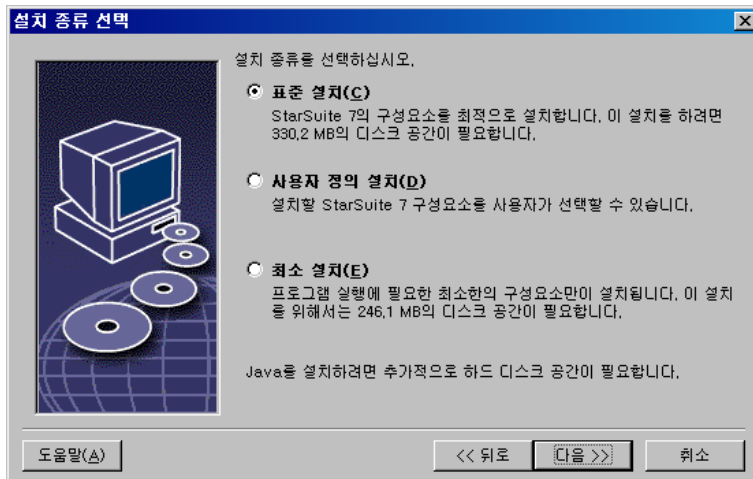 설치 종류 선택
설치 종류을 선택하십시오.
표준 설치(C)
StarSuite 7의 구성요소를 최적으로 설치합니다. 이 설치를 하려면
330,2 MB의 디스크 공간이 필요합니다.
사용자 정의 설치(D)
설치할 StarSuite 7 구성요소를 사용자가 선택할 수 있습니다.
최소 설치(E)
프로그램 실행에 필요한 최소한의 구성요소만이 설치됩니다. 이 설치
를 위해서는 246,1 MB의 디스크 공간이 필요합니다.
Java를 설치하려면 추가적으로 하드 디스크 공간이 필요합니다.
도움말(A)
<< 뒤로
다음 >>
취소